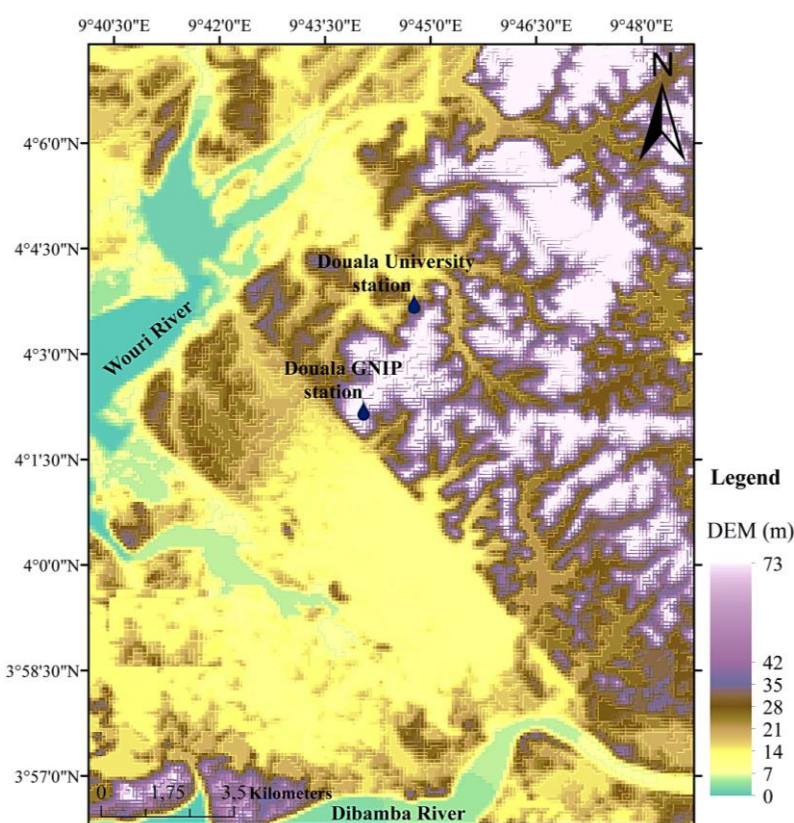 9°40'30"E 9°42'0"E 9°43'30"E 9°45'0"E 9°46'30"E 9°48'0"E
N
4°6'0"N
4°4'30"N
Douala University
station
Wouri River
4°3'0"N
Douala GNIP
station
4°1'30"N
Legend
DEM (m)
4°0'0"N
73
42
35
3°58'30"N
28
21
14
3°57'0"N
7
0
0 1,75 3,5 Kilometers
Dibamba River